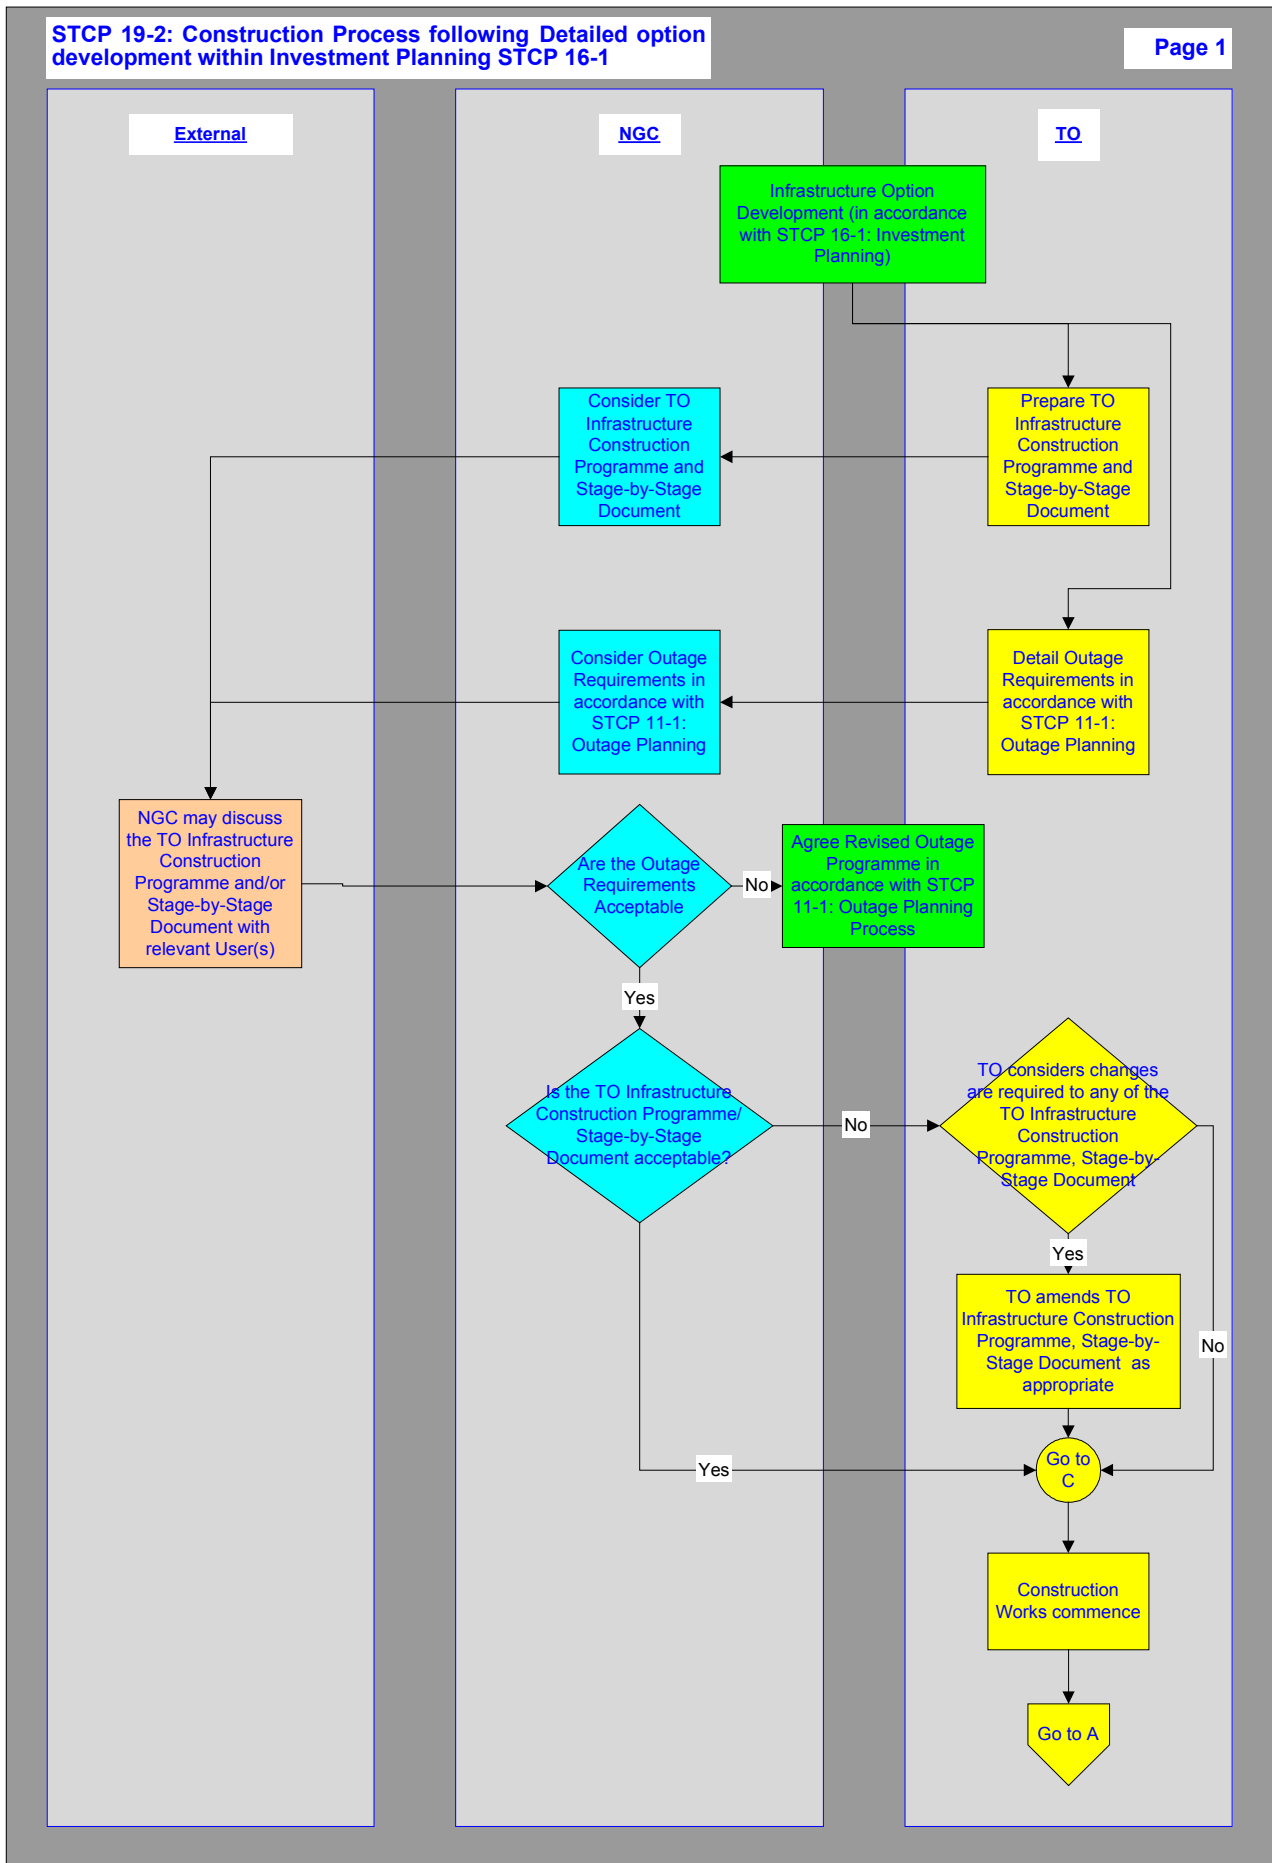 STCP 19-2: Construction Process following Detailed option
development within Investment Planning STCP 16-1
Page 1
External
NGC
TO
Infrastructure Option
Development (in accordance
with STCP 16-1: Investment
Planning)
Consider TO
Infrastructure
Construction
Programme and
Stage-by-Stage
Document
Prepare TO
Infrastructure
Construction
Programme and
Stage-by-Stage
Document
Consider Outage
Requirements in
accordance with
STCP 11-1:
Outage Planning
Detail Outage
Requirements in
accordance with
STCP 11-1:
Outage Planning
NGC may discuss
the TO Infrastructure
Construction
Programme and/or
Stage-by-Stage
Document with
relevant User(s)
Are the Outage
Requirements
Acceptable
No
Agree Revised Outage
Programme in
accordance with STCP
11-1: Outage Planning
Process
Yes
Is the TO Infrastructure
Construction Programme/
Stage-by-Stage
Document acceptable?
No
TO considers changes
are required to any of the
TO Infrastructure
Construction
Programme, Stage-by-
Stage Document
Yes
TO amends TO
Infrastructure Construction
Programme, Stage-by-
Stage Document  as
appropriate
No
Yes
Go to
C
Construction
Works commence
Go to A